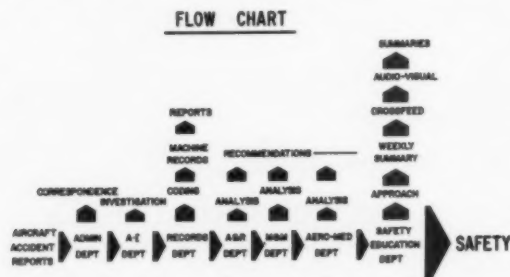 FLOW CHART
SUMMARIES
AUDIO-VISUAL
CROSSFEED
REPORTS
MACHINE RECORDS
RECOMMENDATIONS
WEEKLY SUMMARY
CORRESPONDENCE
INVESTIGATION
CODING
ANALYSIS
ANALYSIS
ANALYSIS
APPROACH
AIRCRAFT ACCIDENT REPORTS
ADMIN DEPT
A-E DEPT
RECORDS DEPT
A&R DEPT
M&M DEPT
AERO-MED DEPT
SAFETY EDUCATION DEPT
SAFETY